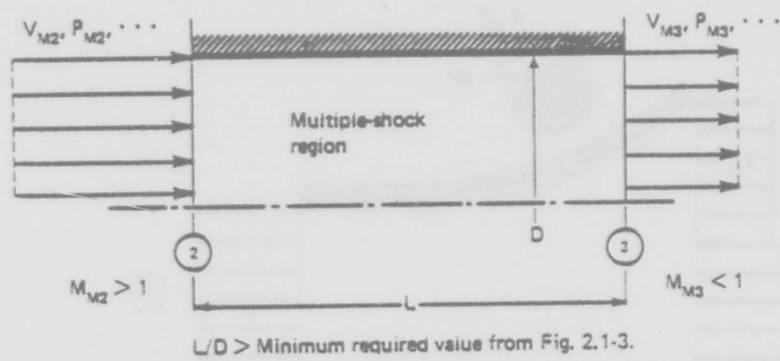 V_M2, P_M2, · · ·
V_M3, P_M3, · · ·
Multiple-shock
region
D
2
3
M_M2 > 1
M_M3 < 1
L
L/D > Minimum required value from Fig. 2.1-3.